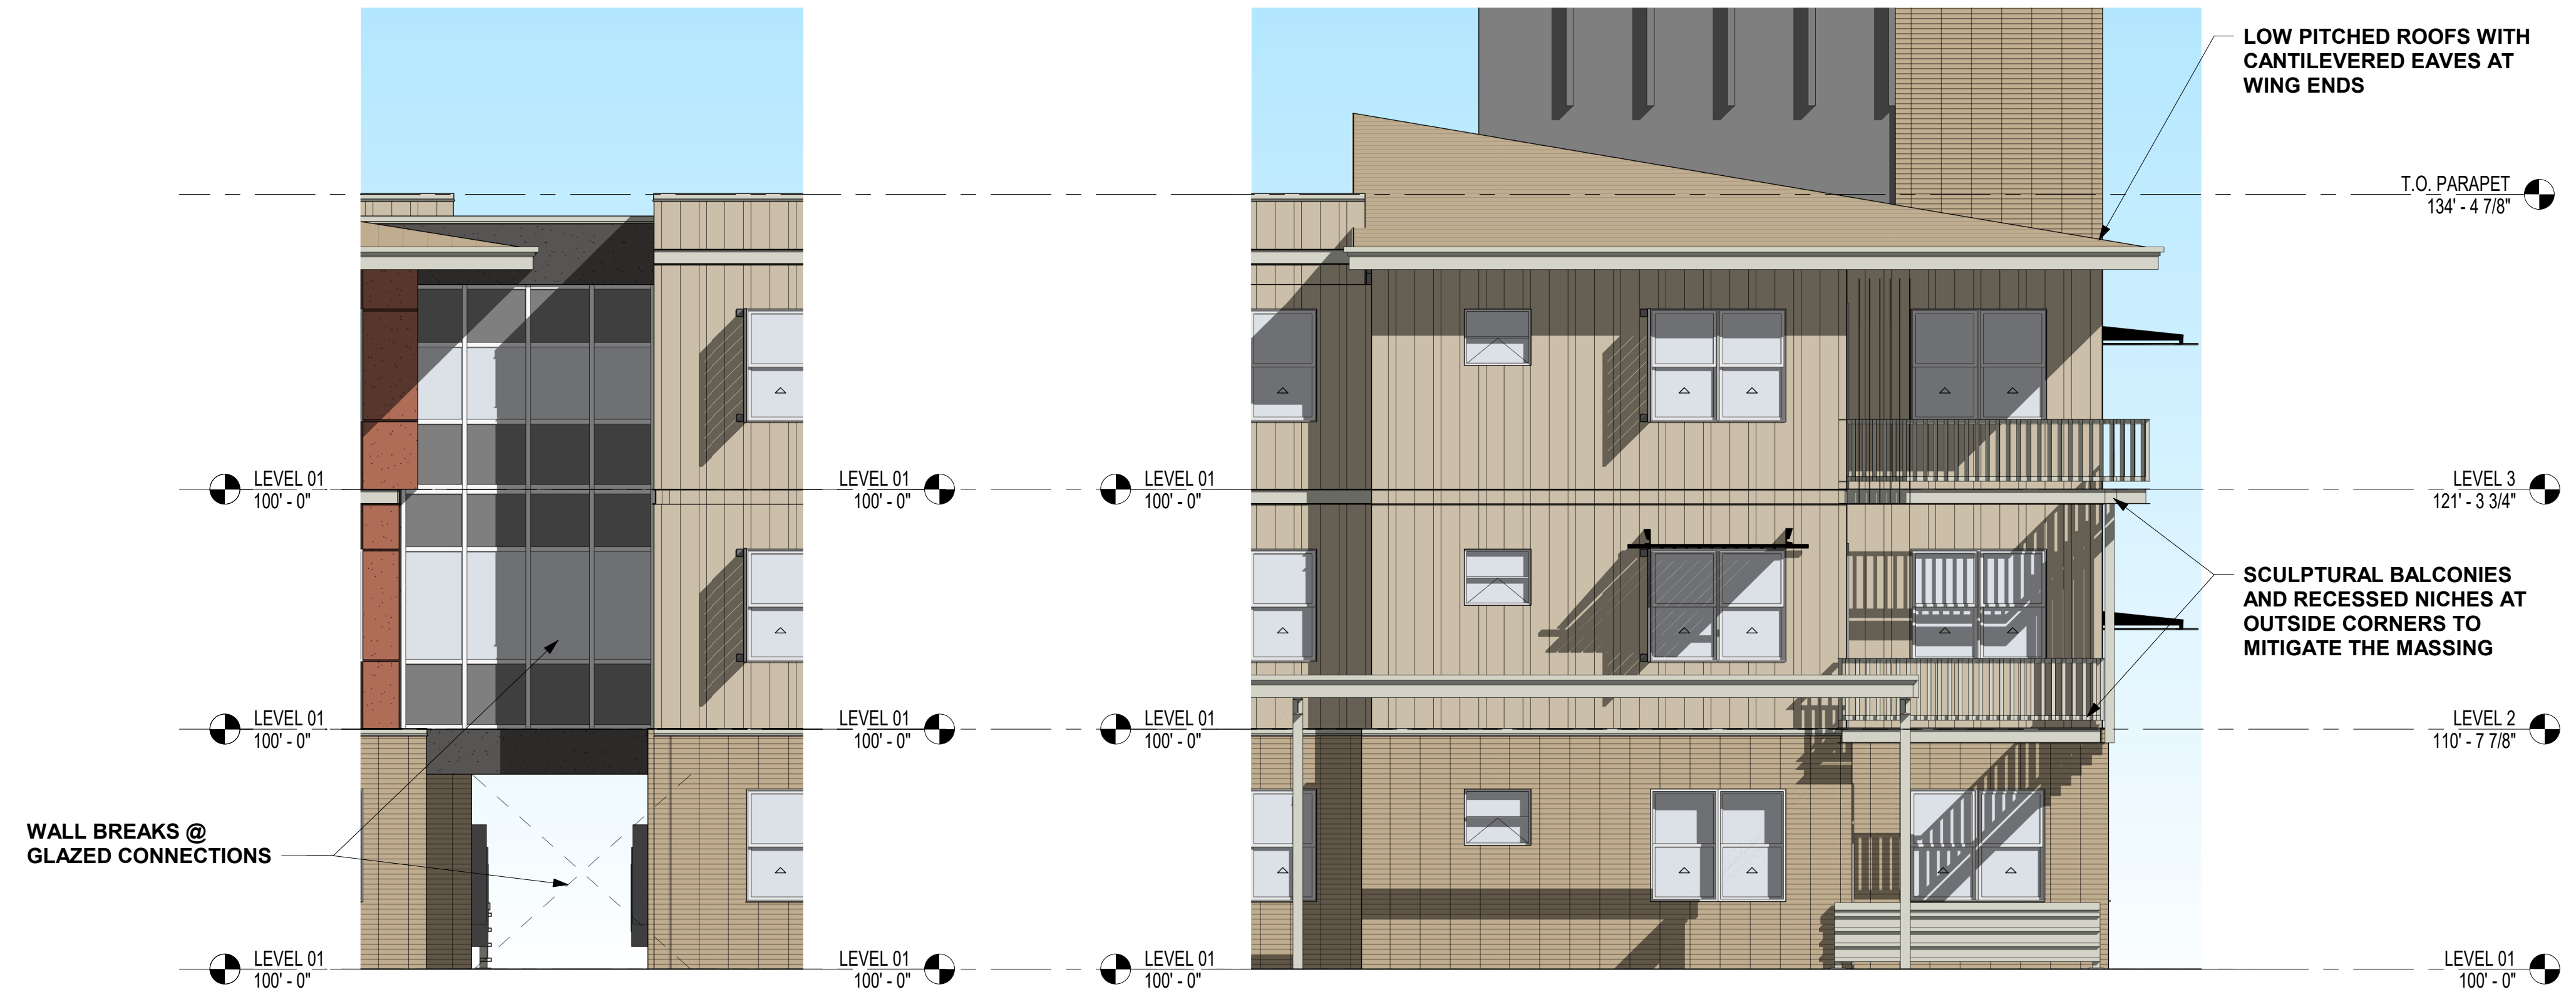 LOW PITCHED ROOFS WITH
CANTILEVERED EAVES AT
WING ENDS
T.O. PARAPET
134' - 4 7/8"
LEVEL 01
100' - 0"
LEVEL 01
100' - 0"
LEVEL 01
100' - 0"
LEVEL 3
121' - 3 3/4"
SCULPTURAL BALCONIES
AND RECESSED NICHES AT
OUTSIDE CORNERS TO
MITIGATE THE MASSING
LEVEL 01
100' - 0"
LEVEL 01
100' - 0"
LEVEL 01
100' - 0"
LEVEL 2
110' - 7 7/8"
WALL BREAKS @
GLAZED CONNECTIONS
LEVEL 01
100' - 0"
LEVEL 01
100' - 0"
LEVEL 01
100' - 0"
LEVEL 01
100' - 0"